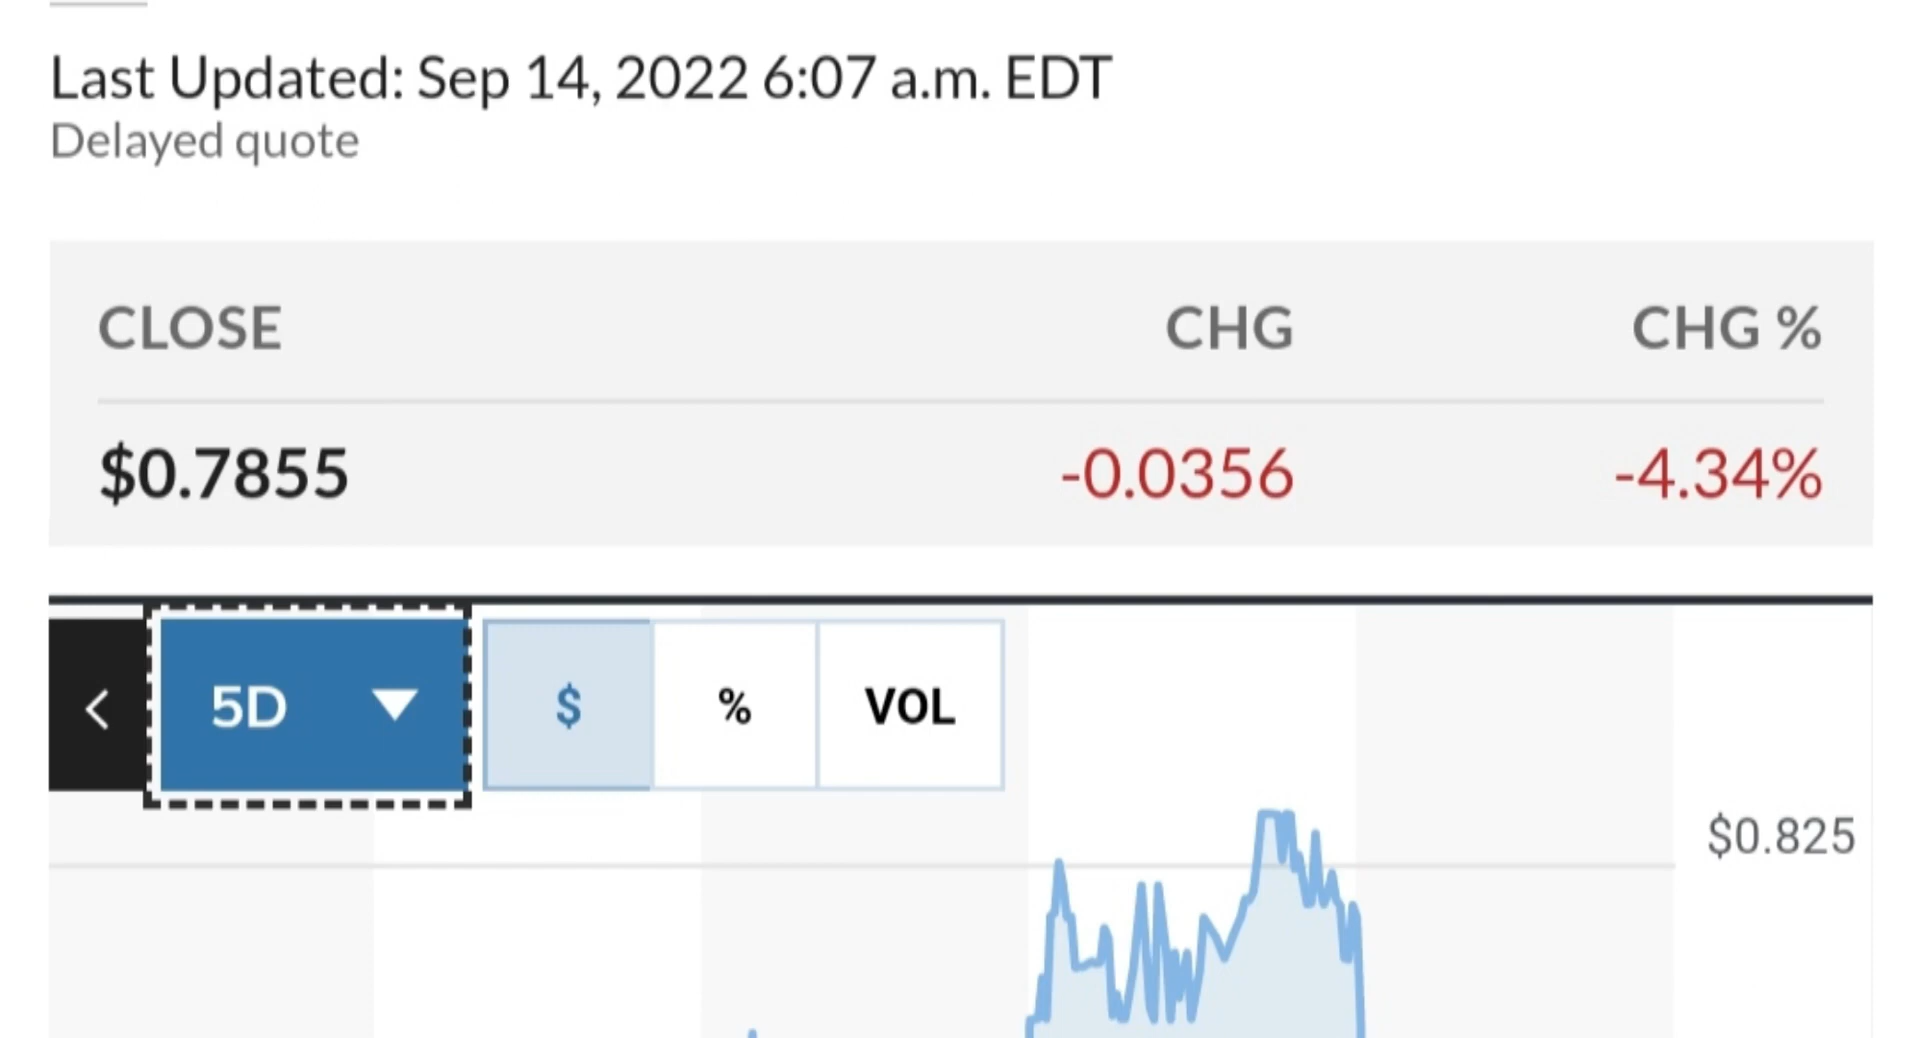 Last Updated: Sep 14, 2022 6:07 a.m. EDT
Delayed quote
CLOSE CHG CHG %
$0.7855 -0.0356 -4.34%
< 5D ▼ $ % VOL
$0.825